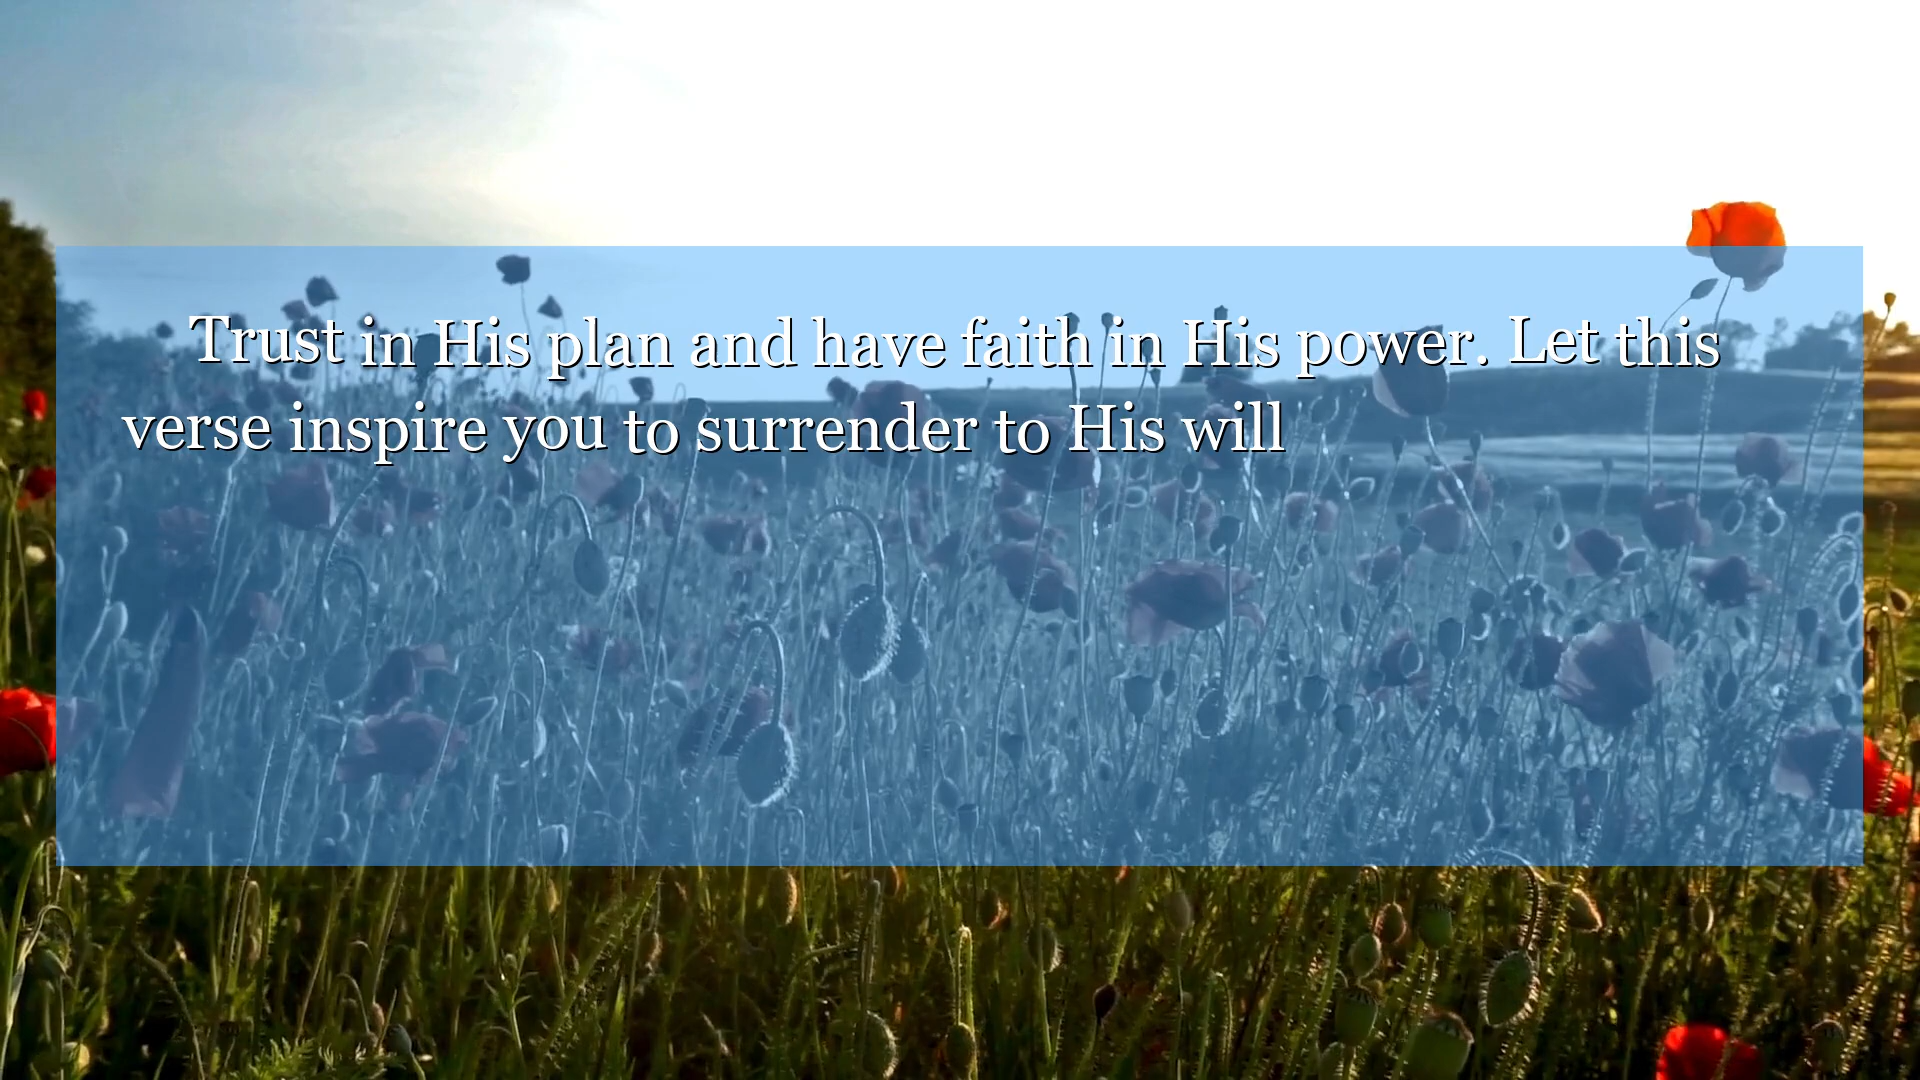 Trust in His plan and have faith in His power. Let this
verse inspire you to surrender to His will